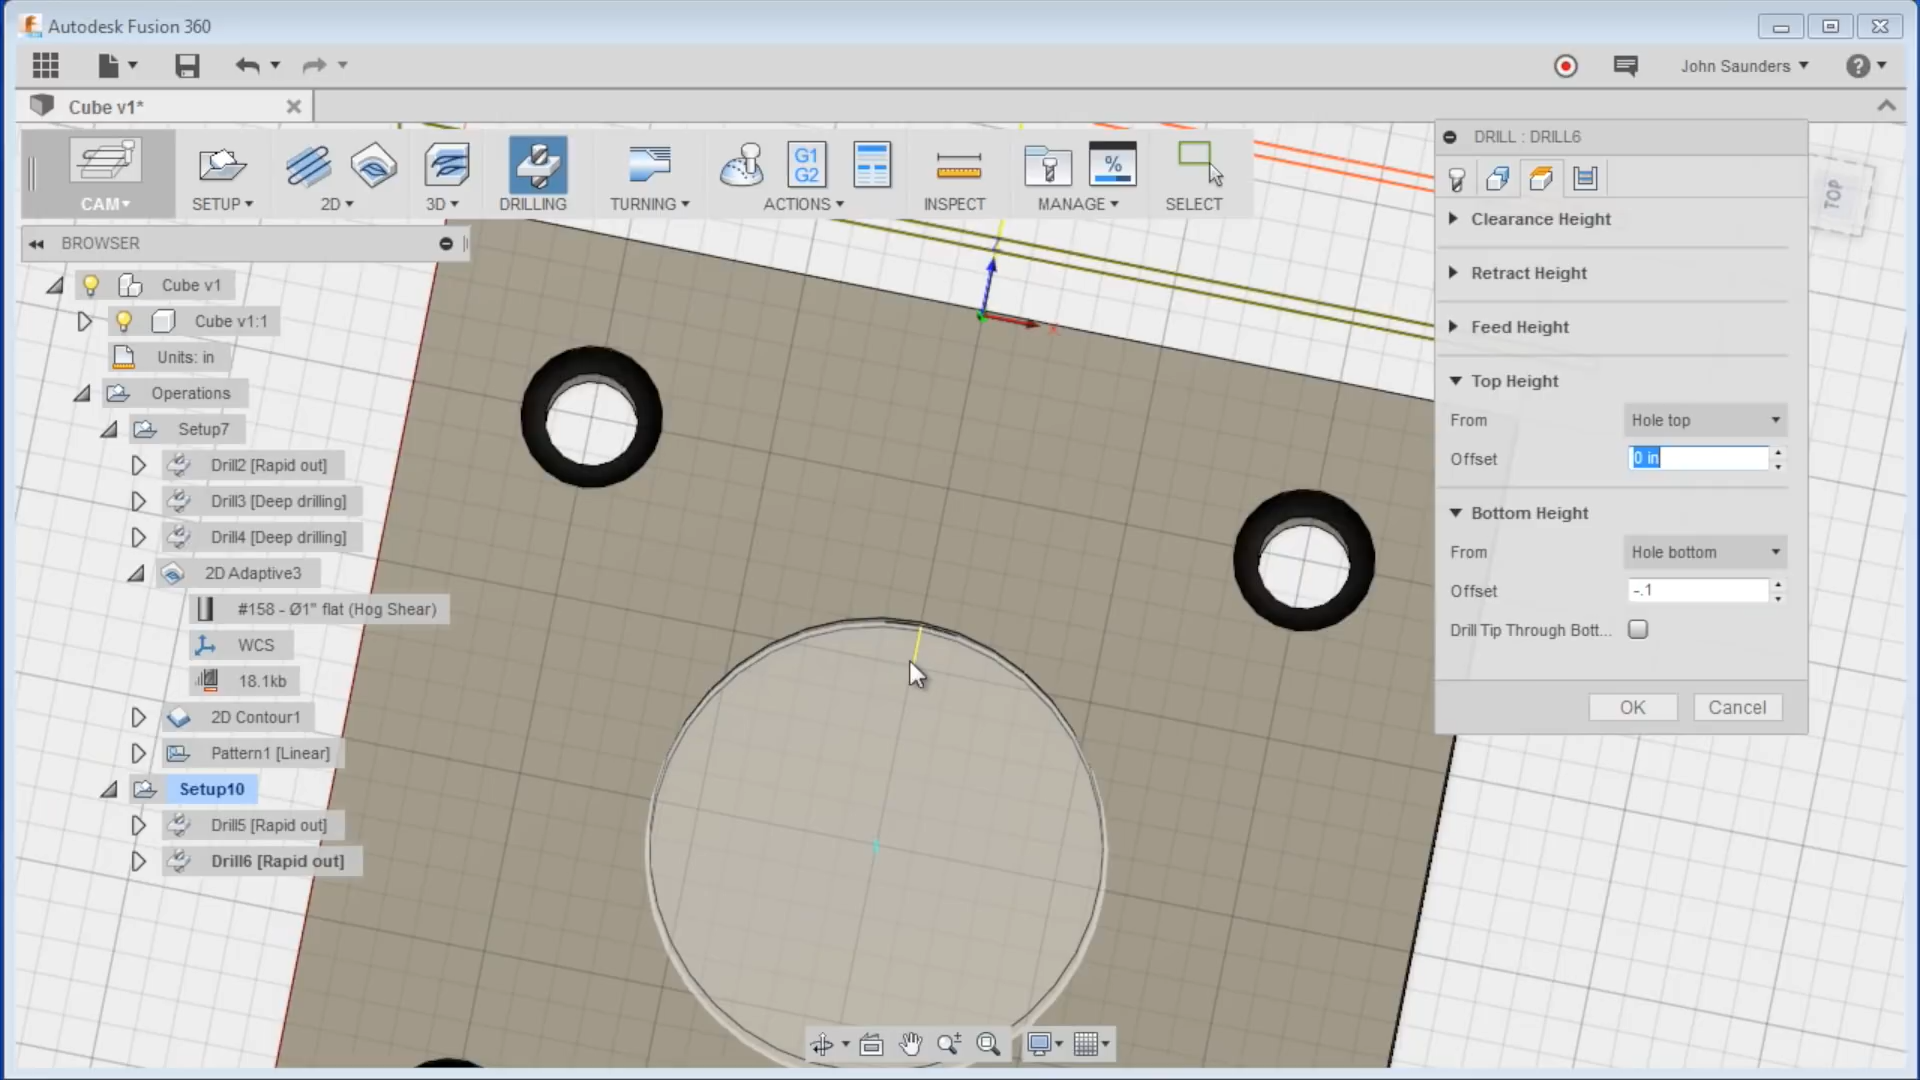 Autodesk Fusion 360
John Saunders
Cube v1*
CAM
SETUP
2D
3D
DRILLING
TURNING
G1
G2
ACTIONS
INSPECT
%
MANAGE
SELECT
BROWSER
Cube v1
Cube v1:1
Units: in
Operations
Setup7
Drill2 [Rapid out]
Drill3 [Deep drilling]
Drill4 [Deep drilling]
2D Adaptive3
#158 - Ø1" flat (Hog Shear)
WCS
18.1kb
2D Contour1
Pattern1 [Linear]
Setup10
Drill5 [Rapid out]
Drill6 [Rapid out]
X
TOP
DRILL : DRILL6
Clearance Height
Retract Height
Feed Height
Top Height
From Hole top
Offset 0 in
Bottom Height
From Hole bottom
Offset -.1
Drill Tip Through Bott...
OK Cancel